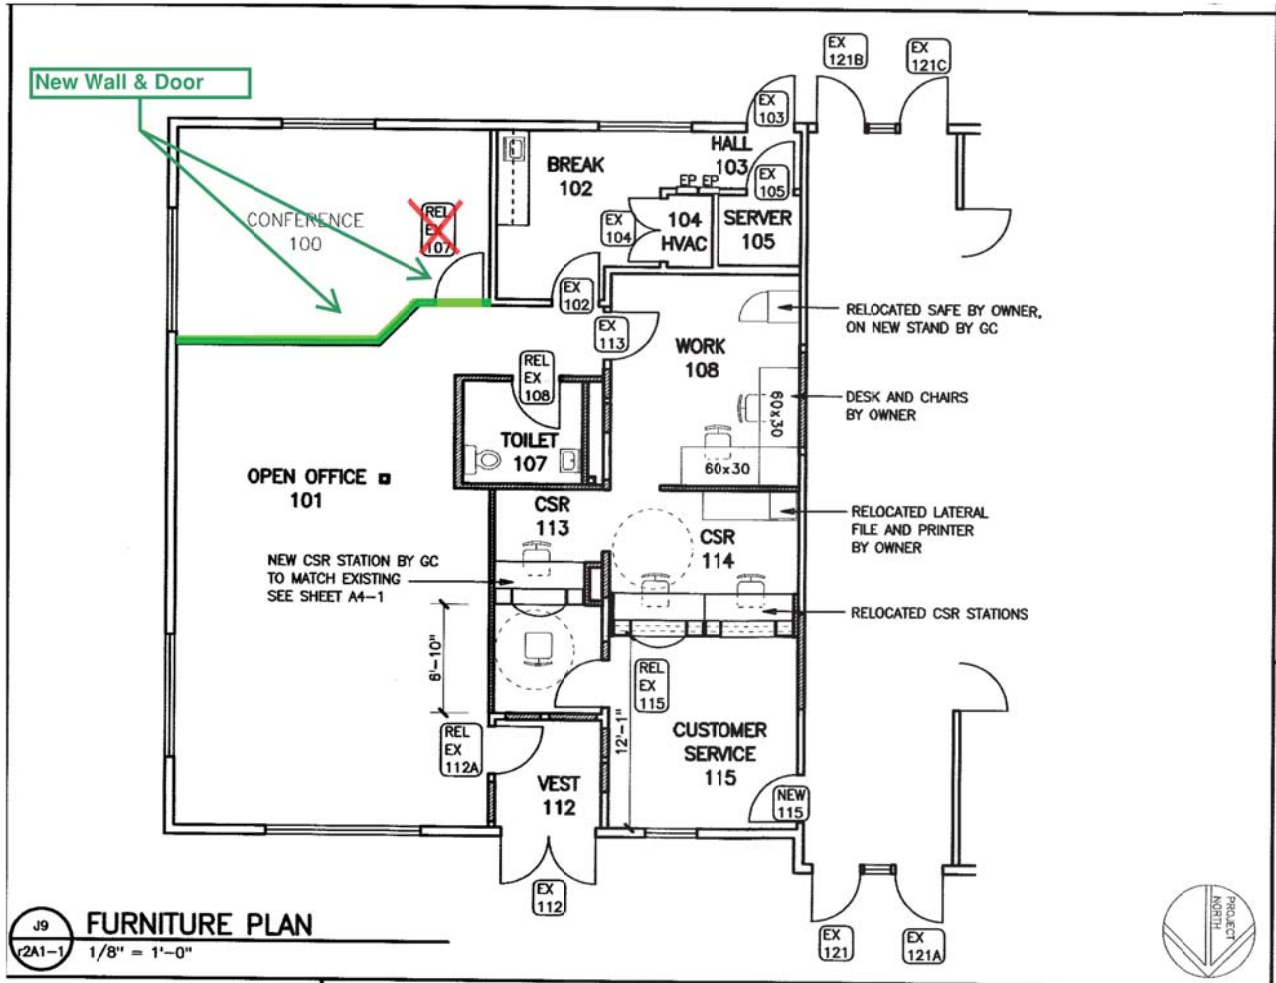 New Wall & Door
EX
121B
EX
121C
EX
103
HALL
103
BREAK
102
EX
105
EP EP
CONFERENCE
100
REL
EX
107
EX
104
104
HVAC
SERVER
105
EX
102
EX
113
RELOCATED SAFE BY OWNER,
ON NEW STAND BY GC
WORK
108
REL
EX
108
DESK AND CHAIRS
BY OWNER
60x30
TOILET
107
60x30
OPEN OFFICE
101
CSR
113
RELOCATED LATERAL
FILE AND PRINTER
BY OWNER
CSR
114
NEW CSR STATION BY GC
TO MATCH EXISTING
SEE SHEET A4-1
RELOCATED CSR STATIONS
6'-10"
REL
EX
115
12'-1"
REL
EX
112A
CUSTOMER
SERVICE
115
VEST
112
NEW
115
EX
112
EX
121
EX
121A
J9
r2A1-1
FURNITURE PLAN
1/8" = 1'-0"
PROJECT
NORTH